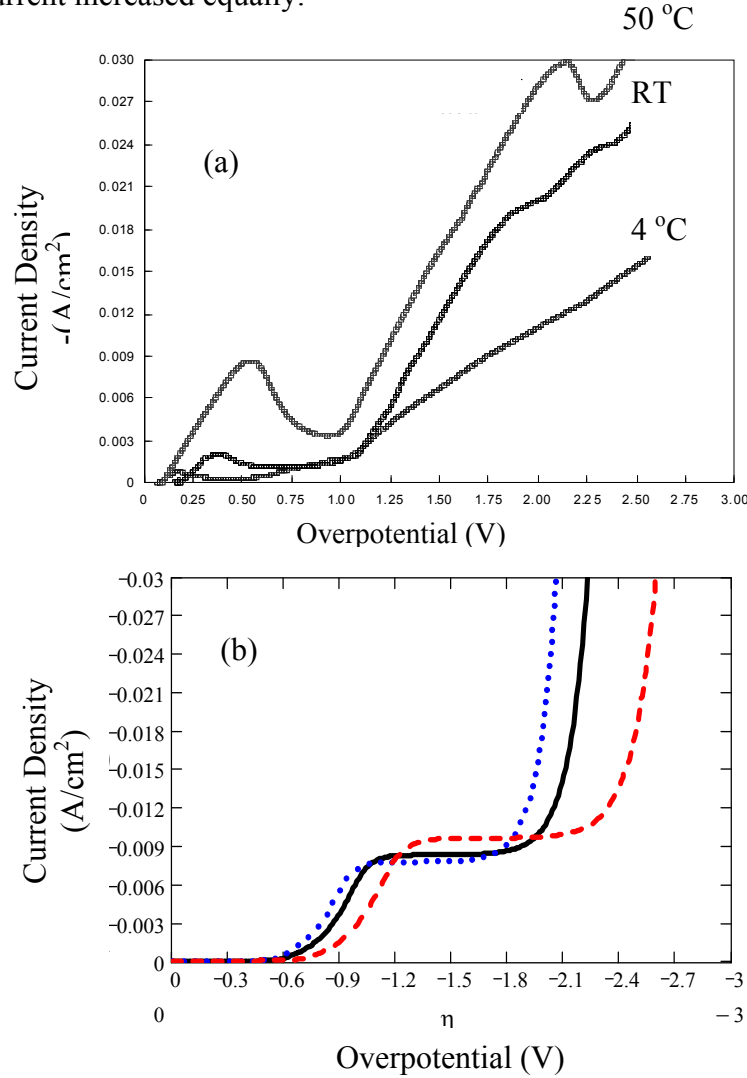 urrent increased equally.
50 °C
RT
4 °C
(a)
0.030
0.027
0.024
0.021
0.018
0.015
0.012
0.009
0.006
0.003
0
Current Density
-(A/cm²)
0 0.25 0.50 0.75 1.00 1.25 1.50 1.75 2.00 2.25 2.50 2.75 3.00
Overpotential (V)
(b)
−0.03
−0.027
−0.024
−0.021
−0.018
−0.015
−0.012
−0.009
−0.006
−0.003
0
Current Density
(A/cm²)
0 −0.3 −0.6 −0.9 −1.2 −1.5 −1.8 −2.1 −2.4 −2.7 −3
0 η −3
Overpotential (V)